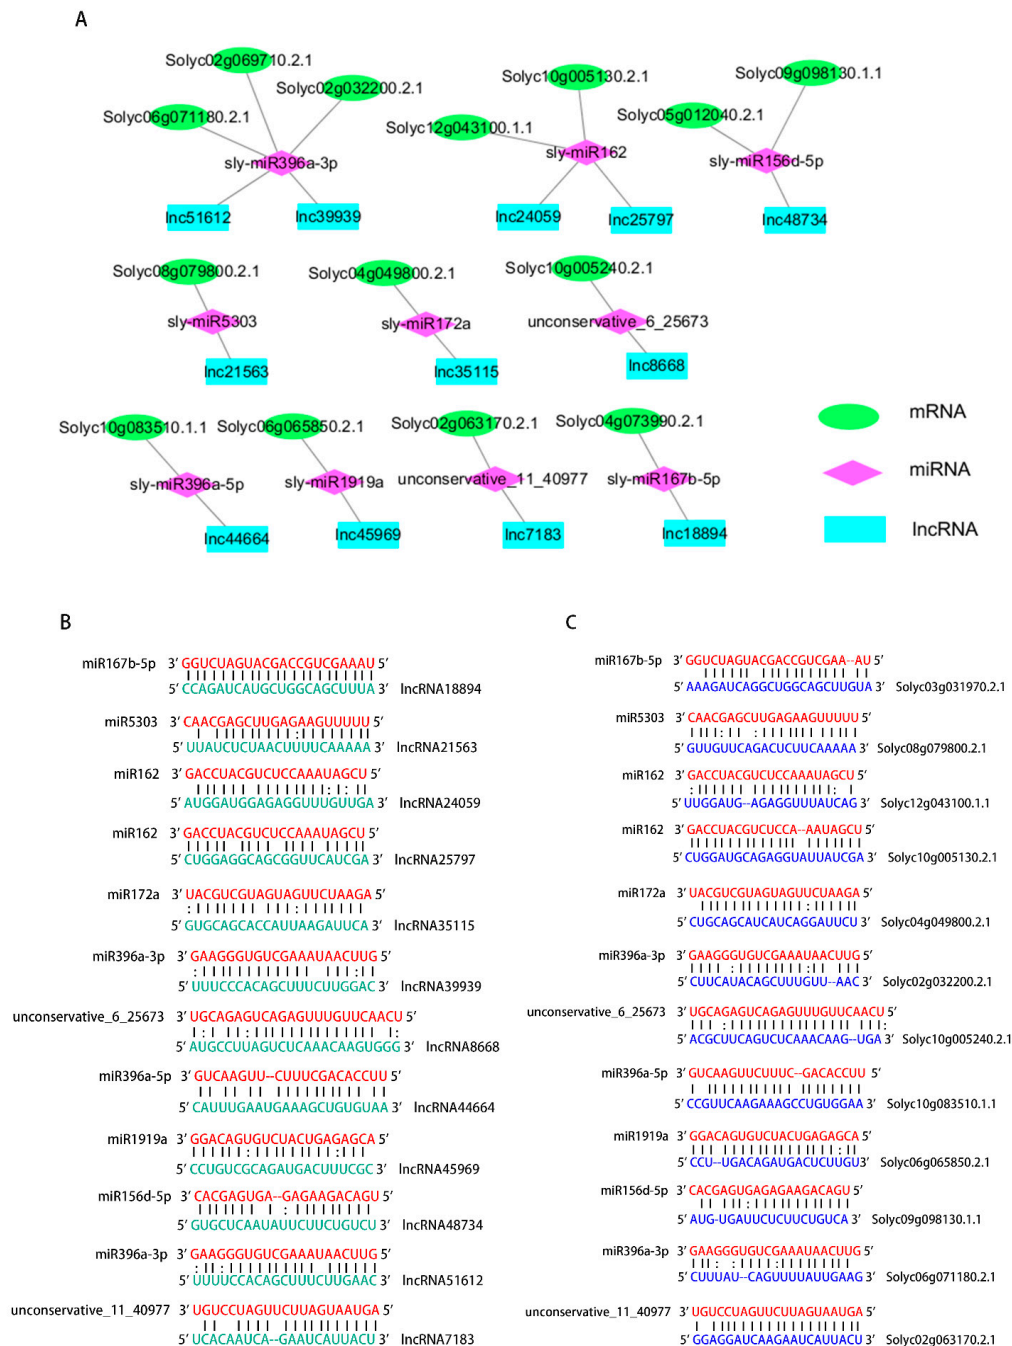 A
Solyc02g069710.2.1
Solyc02g032200.2.1
Solyc06g071180.2.1
sly-miR396a-3p
lnc51612
lnc39939
Solyc10g005130.2.1
Solyc12g043100.1.1
sly-miR162
lnc24059
lnc25797
Solyc09g098130.1.1
Solyc05g012040.2.1
sly-miR156d-5p
lnc48734
Solyc08g079800.2.1
sly-miR5303
lnc21563
Solyc04g049800.2.1
sly-miR172a
lnc35115
Solyc10g005240.2.1
unconservative_6_25673
lnc8668
Solyc10g083510.1.1
sly-miR396a-5p
lnc44664
Solyc06g065850.2.1
sly-miR1919a
lnc45969
Solyc02g063170.2.1
unconservative_11_40977
lnc7183
Solyc04g073990.2.1
sly-miR167b-5p
lnc18894
mRNA
miRNA
lncRNA
B
miR167b-5p 3' GGUCUAGUACGACCGUCGAAAU 5'
5' CCAGAUCAUGCUGGCAGCUUUA 3' lncRNA18894
miR5303 3' CAACGAGCUUGAGAAGUUUUU 5'
5' UUAUCUCUAACUUUUCAAAAA 3' lncRNA21563
miR162 3' GACCUACGUCUCCAAAUAGCU 5'
5' AUGGAUGGAGAGGUUUGUUGA 3' lncRNA24059
miR162 3' GACCUACGUCUCCAAAUAGCU 5'
5' CUGGAGGCAGCGGUUCAUCGA 3' lncRNA25797
miR172a 3' UACGUCGUAGUAGUUCUAAGA 5'
5' GUGCAGCACCAUUAAGAUUCA 3' lncRNA35115
miR396a-3p 3' GAAGGGUGUCGAAAUAACUUG 5'
5' UUUCCCACAGCUUUCUUGGAC 3' lncRNA39939
unconservative_6_25673 3' UGCAGAGUCAGAGUUUGUUCAACU 5'
5' AUGCCUUAGUCUCAAACAAGUGGG 3' lncRNA8668
miR396a-5p 3' GUCAAGUU--CUUUCGACACCUU 5'
5' CAUUUGAAUGAAAGCUGUGUAA 3' lncRNA44664
miR1919a 3' GGACAGUGUCUACUGAGAGCA 5'
5' CCUGUCGCAGAUGACUUUCGC 3' lncRNA45969
miR156d-5p 3' CACGAGUGA--GAGAAGACAGU 5'
5' GUGCUCAAUAUUCUUCUGUCU 3' lncRNA48734
miR396a-3p 3' GAAGGGUGUCGAAAUAACUUG 5'
5' UUUUCCACAGCUUUCUUGAAC 3' lncRNA51612
unconservative_11_40977 3' UGUCCUAGUUCUUAGUAAUGA 5'
5' UCACAAUCA--GAAUCAUUACU 3' lncRNA7183
C
miR167b-5p 3' GGUCUAGUACGACCGUCGAA--AU 5'
5' AAAGAUCAGGCUGGCAGCUUGUA 3' Solyc03g031970.2.1
miR5303 3' CAACGAGCUUGAGAAGUUUUU 5'
5' GUUGUUCAGACUCUUCAAAAA 3' Solyc08g079800.2.1
miR162 3' GACCUACGUCUCCAAAUAGCU 5'
5' UUGGAUG--AGAGGUUUAUCAG 3' Solyc12g043100.1.1
miR162 3' GACCUACGUCUCCA--AAUAGCU 5'
5' CUGGAUGCAGAGGUAUUAUCGA 3' Solyc10g005130.2.1
miR172a 3' UACGUCGUAGUAGUUCUAAGA 5'
5' CUGCAGCAUCAUCAGGAUUCU 3' Solyc04g049800.2.1
miR396a-3p 3' GAAGGGUGUCGAAAUAACUUG 5'
5' CUUCAUACAGCUUUGUU--AAC 3' Solyc02g032200.2.1
unconservative_6_25673 3' UGCAGAGUCAGAGUUUGUUCAACU 5'
5' ACGCUUCAGUCUCAAACAAG--UGA 3' Solyc10g005240.2.1
miR396a-5p 3' GUCAAGUUCUUUC--GACACCUU 5'
5' CCGUUCAAGAAAGCCUGUGGAA 3' Solyc10g083510.1.1
miR1919a 3' GGACAGUGUCUACUGAGAGCA 5'
5' CCU--UGACAGAUGACUCUUGU 3' Solyc06g065850.2.1
miR156d-5p 3' CACGAGUGAGAGAAGACAGU 5'
5' AUG-UGAUUCUCUUCUGUCA 3' Solyc09g098130.1.1
miR396a-3p 3' GAAGGGUGUCGAAAUAACUUG 5'
5' CUUUAU--CAGUUUUAUUGAAG 3' Solyc06g071180.2.1
unconservative_11_40977 3' UGUCCUAGUUCUUAGUAAUGA 5'
5' GGAGGAUCAAGAAUCAUUACU 3' Solyc02g063170.2.1